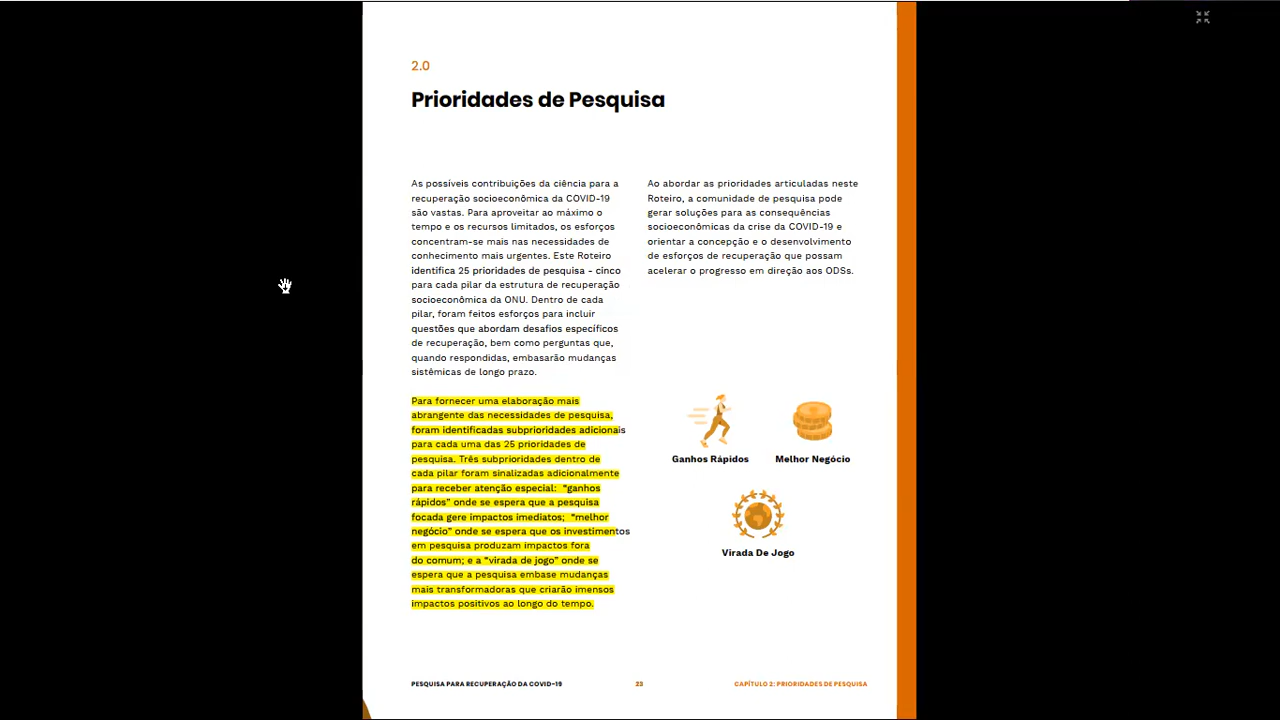 2.0
Prioridades de Pesquisa
As possíveis contribuições da ciência para a
recuperação socioeconômica da COVID-19
são vastas. Para aproveitar ao máximo o
tempo e os recursos limitados, os esforços
concentram-se mais nas necessidades de
conhecimento mais urgentes. Este Roteiro
identifica 25 prioridades de pesquisa - cinco
para cada pilar da estrutura de recuperação
socioeconômica da ONU. Dentro de cada
pilar, foram feitos esforços para incluir
questões que abordam desafios específicos
de recuperação, bem como perguntas que,
quando respondidas, embasarão mudanças
sistêmicas de longo prazo.
Para fornecer uma elaboração mais
abrangente das necessidades de pesquisa,
foram identificadas subprioridades adicionais
para cada uma das 25 prioridades de
pesquisa. Três subprioridades dentro de
cada pilar foram sinalizadas adicionalmente
para receber atenção especial: “ganhos
rápidos” onde se espera que a pesquisa
focada gere impactos imediatos; “melhor
negócio” onde se espera que os investimentos
em pesquisa produzam impactos fora
do comum; e a “virada de jogo” onde se
espera que a pesquisa embase mudanças
mais transformadoras que criarão imensos
impactos positivos ao longo do tempo.
Ao abordar as prioridades articuladas neste
Roteiro, a comunidade de pesquisa pode
gerar soluções para as consequências
socioeconômicas da crise da COVID-19 e
orientar a concepção e o desenvolvimento
de esforços de recuperação que possam
acelerar o progresso em direção aos ODSs.
Ganhos Rápidos
Melhor Negócio
Virada De Jogo
PESQUISA PARA RECUPERAÇÃO DA COVID-19
23
CAPÍTULO 2: PRIORIDADES DE PESQUISA